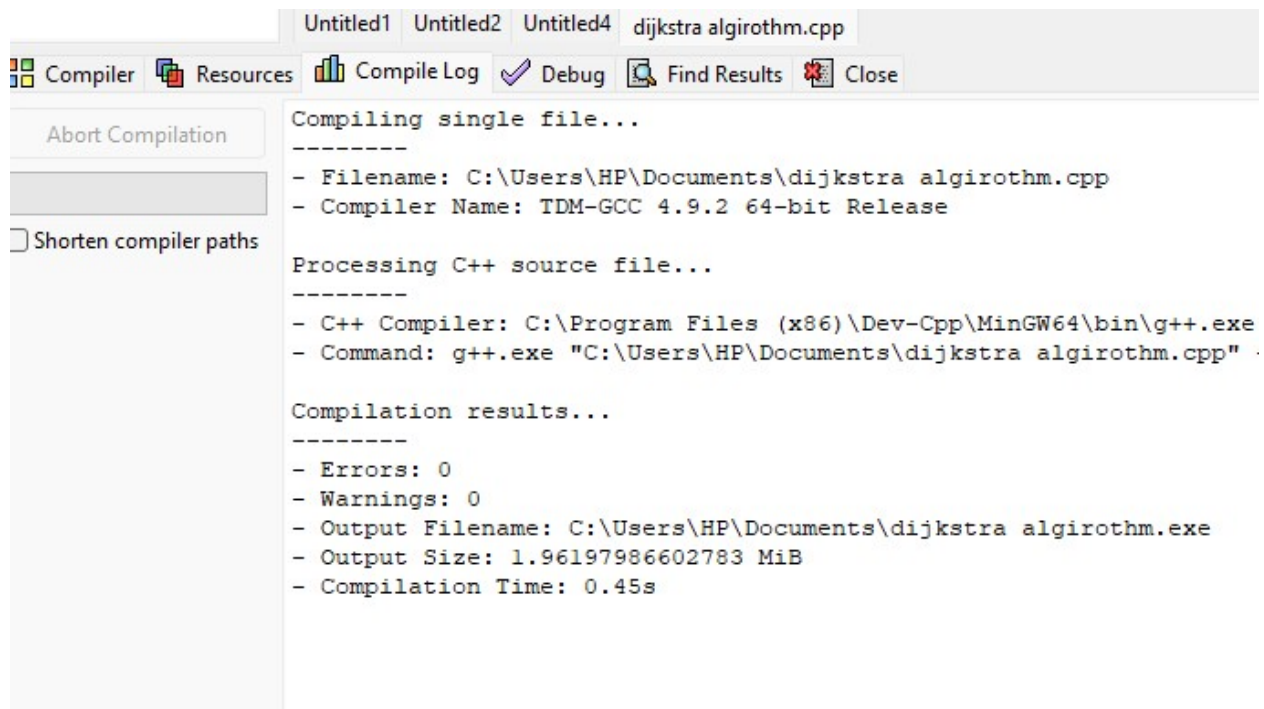 Untitled1 Untitled2 Untitled4 dijkstra algirothm.cpp
Compiler Resources Compile Log Debug Find Results Close
Abort Compilation
Shorten compiler paths
Compiling single file...
--------
- Filename: C:\Users\HP\Documents\dijkstra algirothm.cpp
- Compiler Name: TDM-GCC 4.9.2 64-bit Release
Processing C++ source file...
--------
- C++ Compiler: C:\Program Files (x86)\Dev-Cpp\MinGW64\bin\g++.exe
- Command: g++.exe "C:\Users\HP\Documents\dijkstra algirothm.cpp" -
Compilation results...
--------
- Errors: 0
- Warnings: 0
- Output Filename: C:\Users\HP\Documents\dijkstra algirothm.exe
- Output Size: 1.96197986602783 MiB
- Compilation Time: 0.45s